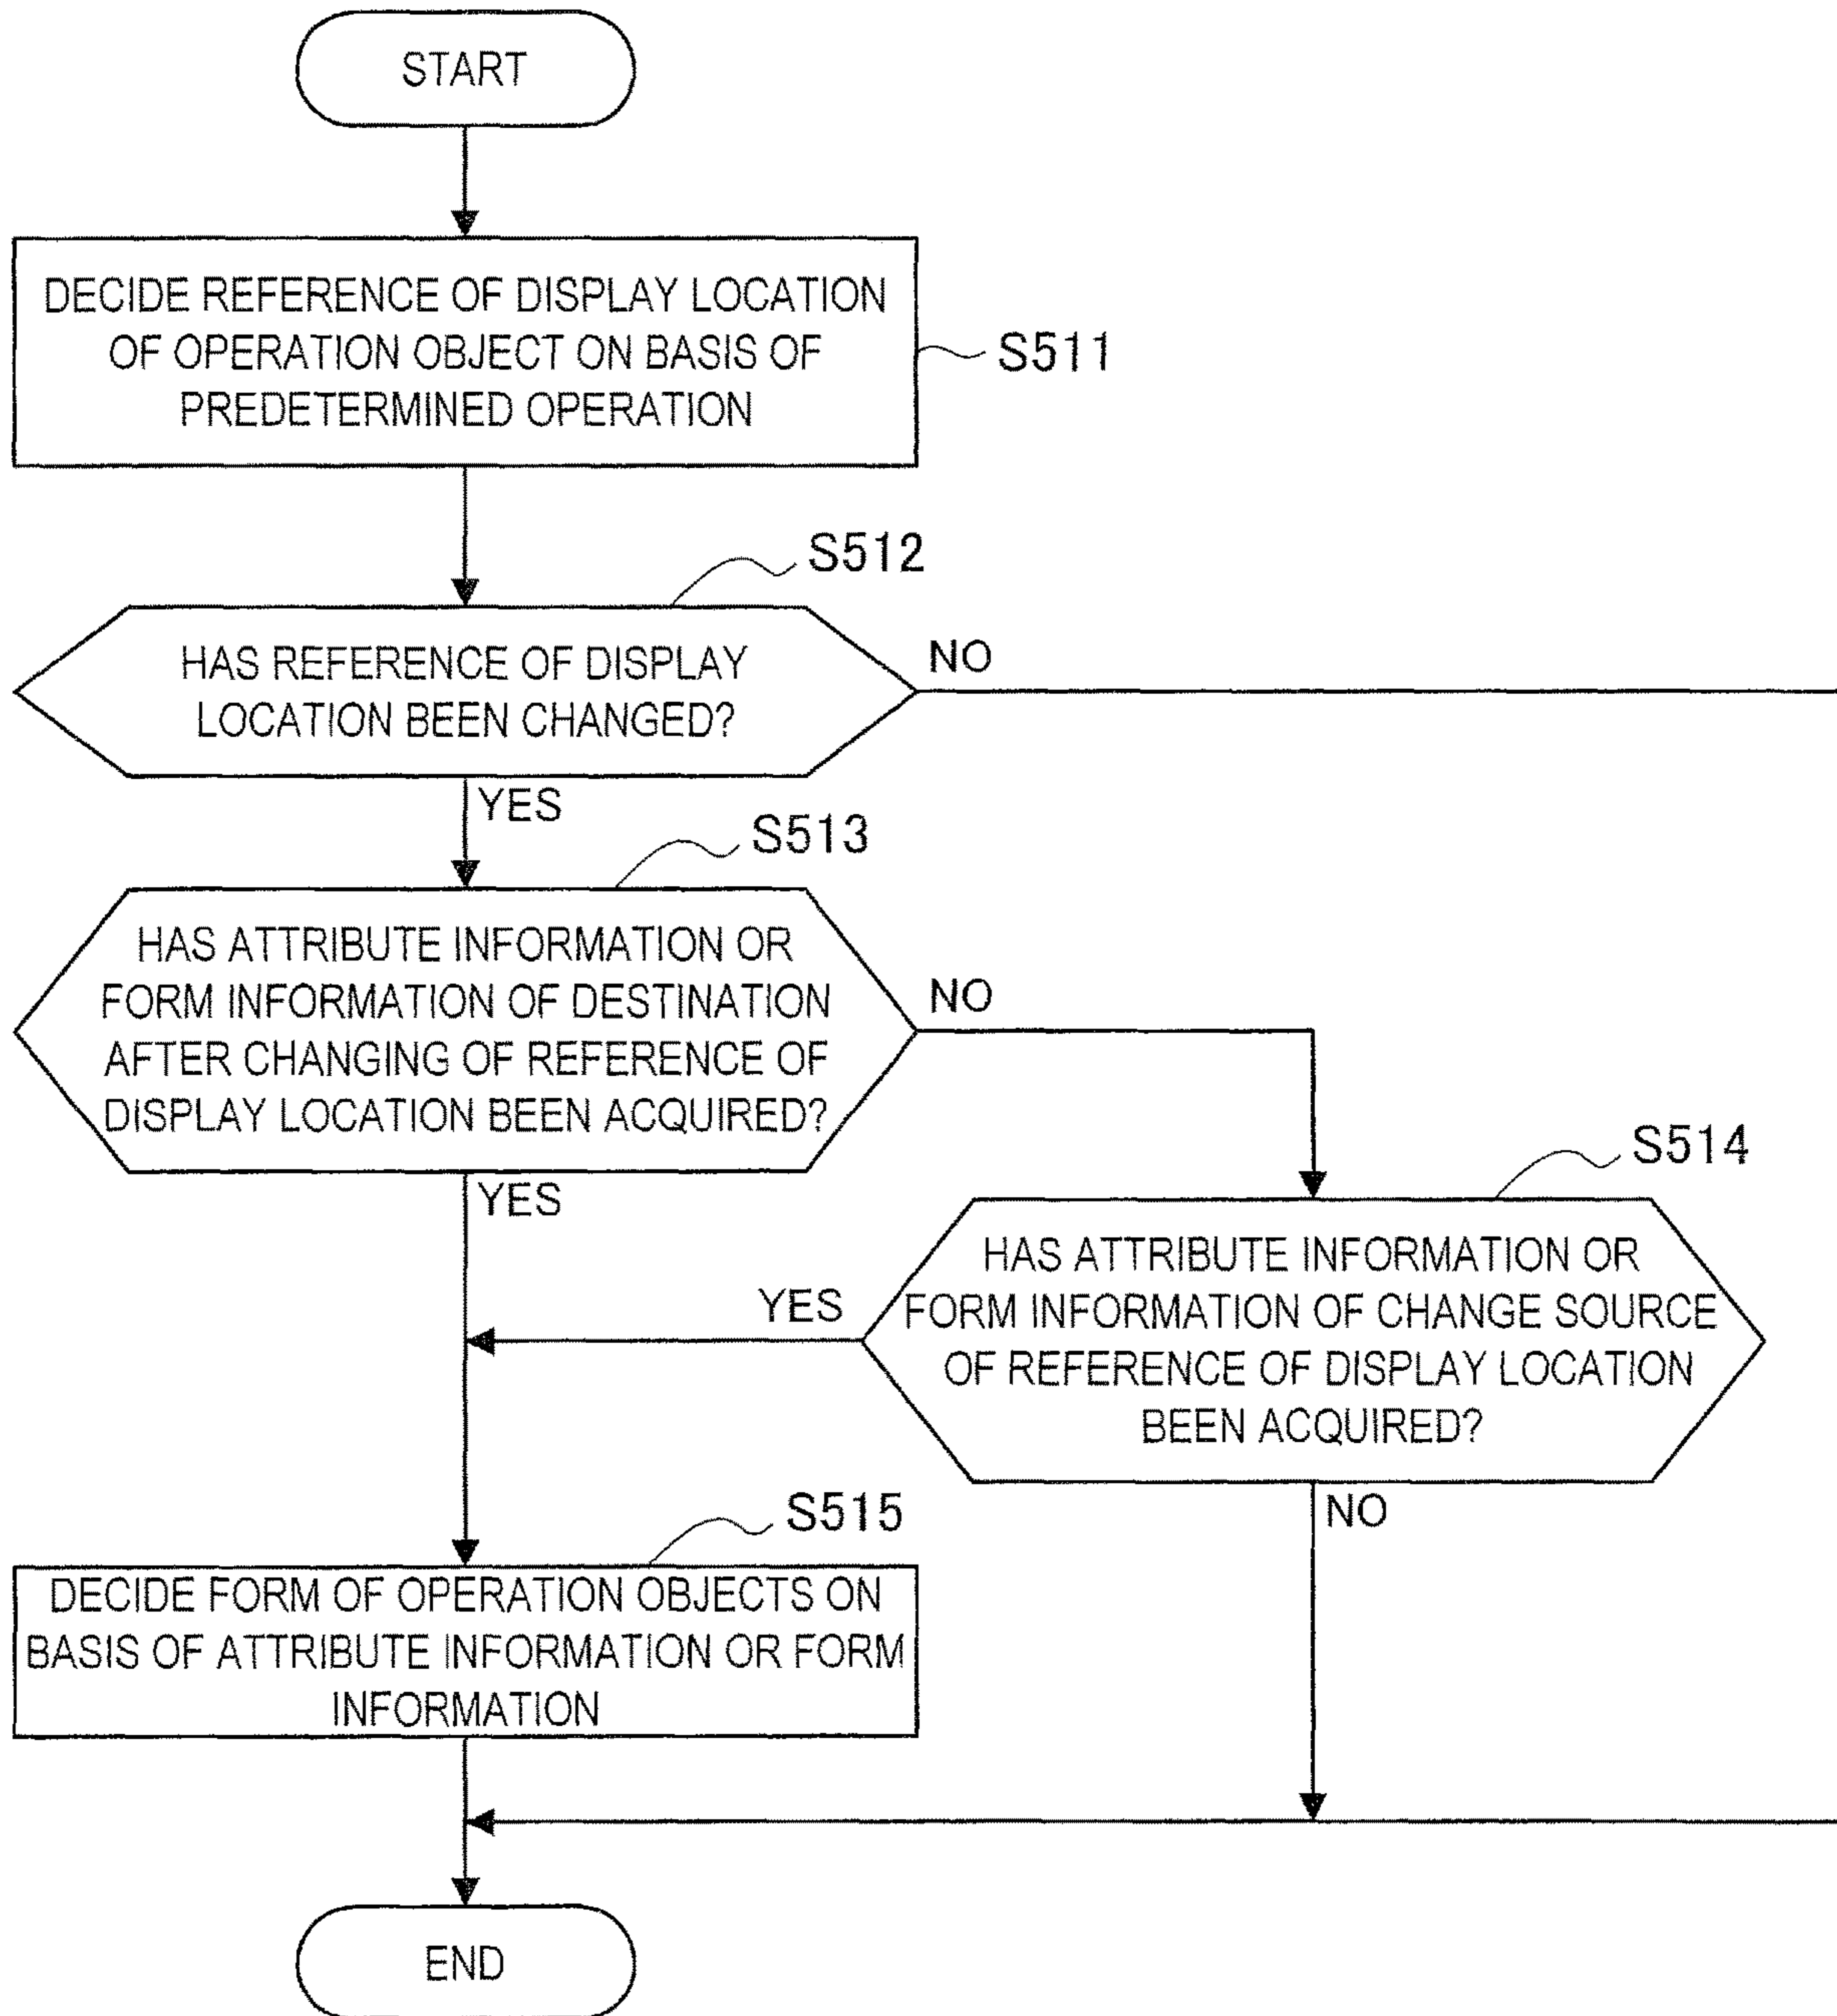 START
DECIDE REFERENCE OF DISPLAY LOCATION
OF OPERATION OBJECT ON BASIS OF
PREDETERMINED OPERATION
S511
S512
HAS REFERENCE OF DISPLAY
LOCATION BEEN CHANGED?
NO
YES
S513
HAS ATTRIBUTE INFORMATION OR
FORM INFORMATION OF DESTINATION
AFTER CHANGING OF REFERENCE OF
DISPLAY LOCATION BEEN ACQUIRED?
NO
YES
S514
HAS ATTRIBUTE INFORMATION OR
FORM INFORMATION OF CHANGE SOURCE
OF REFERENCE OF DISPLAY LOCATION
BEEN ACQUIRED?
YES
NO
S515
DECIDE FORM OF OPERATION OBJECTS ON
BASIS OF ATTRIBUTE INFORMATION OR FORM
INFORMATION
END